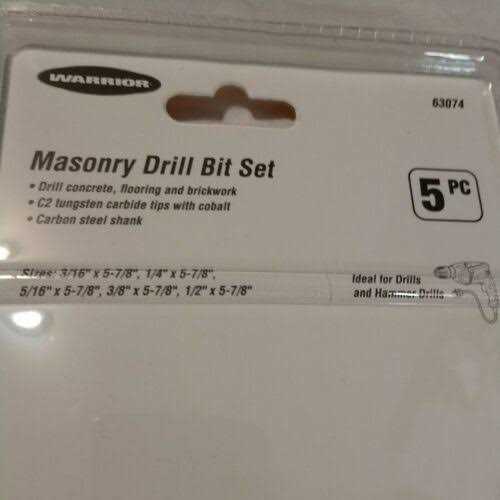 WARRIOR
63074
Masonry Drill Bit Set
• Drill concrete, flooring and brickwork
• C2 tungsten carbide tips with cobalt
• Carbon steel shank
5 PC
Sizes: 3/16" x 5-7/8", 1/4" x 5-7/8",
5/16" x 5-7/8", 3/8" x 5-7/8", 1/2" x 5-7/8"
Ideal for Drills
and Hammer Drills